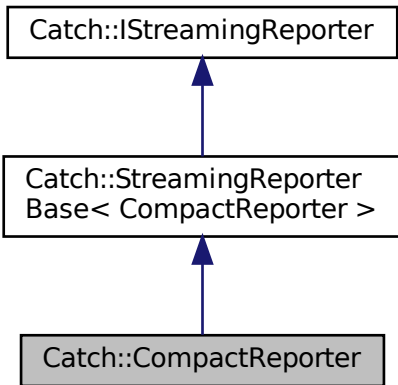 Catch::IStreamingReporter
Catch::StreamingReporter
Base< CompactReporter >
Catch::CompactReporter